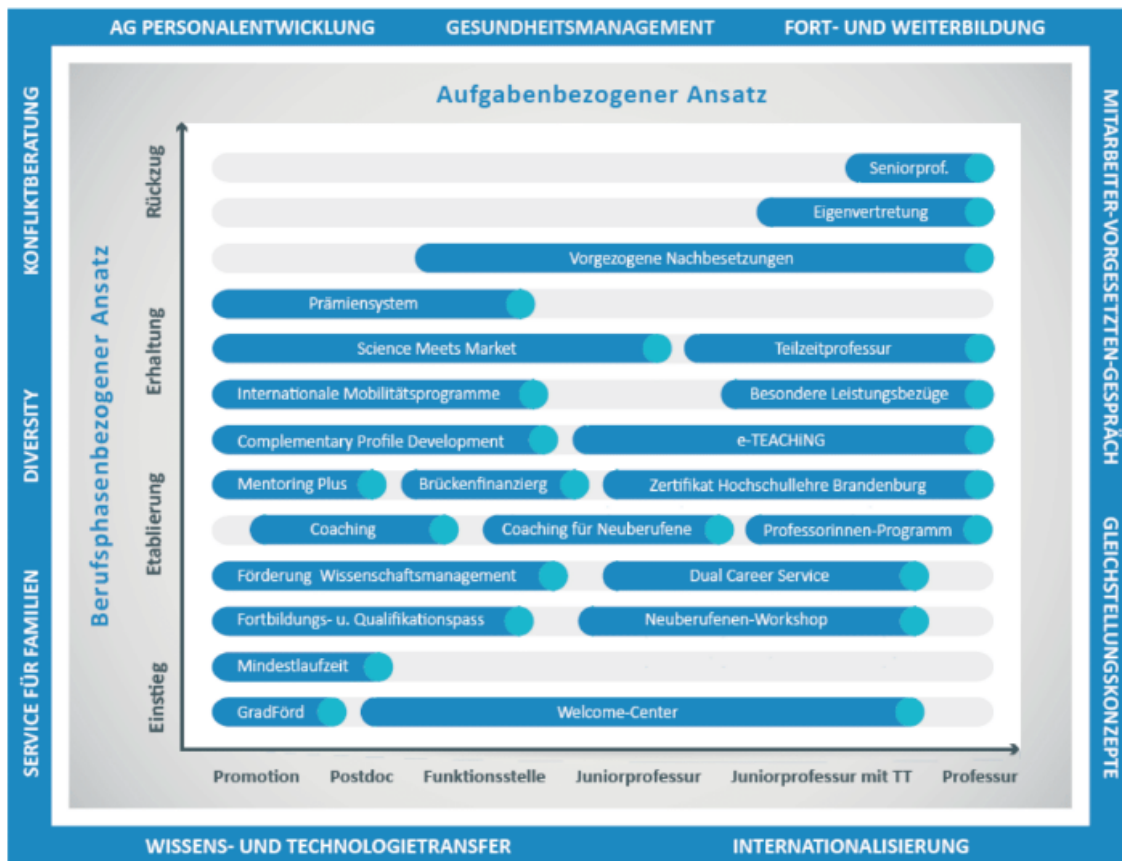 AG PERSONALENTWICKLUNG
GESUNDHEITSMANAGEMENT
FORT- UND WEITERBILDUNG
KONFLIKTBERATUNG
DIVERSITY
SERVICE FÜR FAMILIEN
Aufgabenbezogener Ansatz
Berufsphasenbezogener Ansatz
Rückzug
Erhaltung
Etablierung
Einstieg
Seniorprof.
Eigenvertretung
Vorgezogene Nachbesetzungen
Prämiensystem
Science Meets Market
Teilzeitprofessur
Internationale Mobilitätsprogramme
Besondere Leistungsbezüge
Complementary Profile Development
e-TEACHiNG
Mentoring Plus
Brückenfinanzierg
Zertifikat Hochschullehre Brandenburg
Coaching
Coaching für Neuberufene
Professorinnen-Programm
Förderung Wissenschaftsmanagement
Dual Career Service
Fortbildungs- u. Qualifikationspass
Neuberufenen-Workshop
Mindestlaufzeit
GradFörd
Welcome-Center
Promotion
Postdoc
Funktionsstelle
Juniorprofessur
Juniorprofessur mit TT
Professur
MITARBEITER-VORGESETZTEN-GESPRÄCH
GLEICHSTELLUNGSKONZEPTE
WISSENS- UND TECHNOLOGIETRANSFER
INTERNATIONALISIERUNG